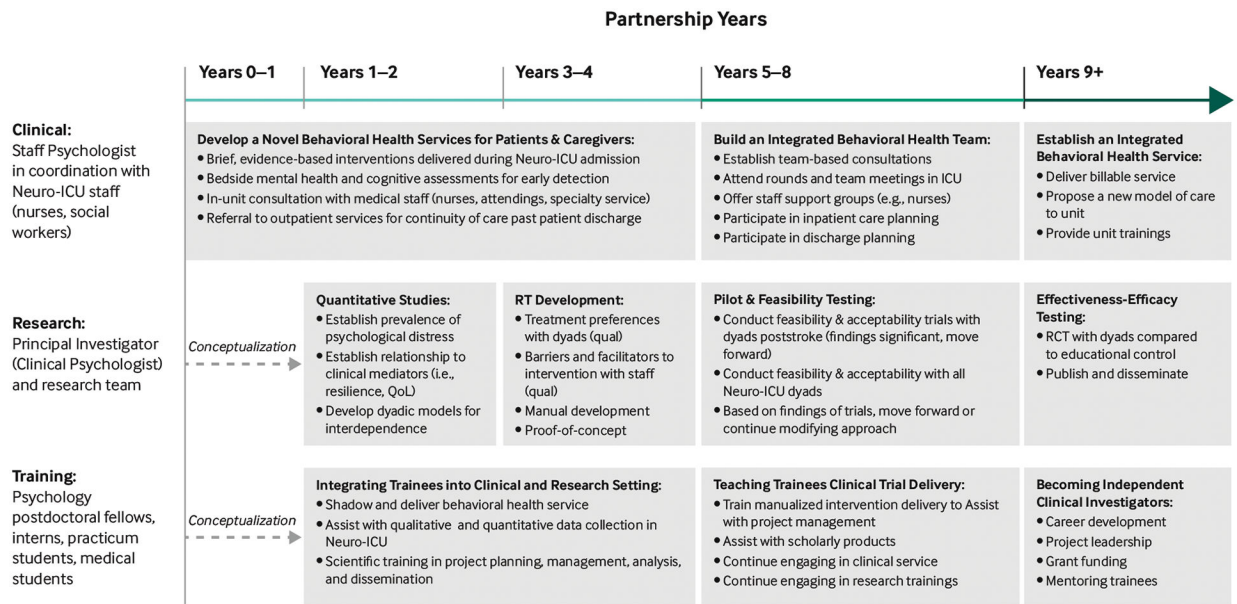 Partnership Years
Years 0–1
Years 1–2
Years 3–4
Years 5–8
Years 9+
Clinical:
Staff Psychologist
in coordination with
Neuro-ICU staff
(nurses, social
workers)
Develop a Novel Behavioral Health Services for Patients & Caregivers:
• Brief, evidence-based interventions delivered during Neuro-ICU admission
• Bedside mental health and cognitive assessments for early detection
• In-unit consultation with medical staff (nurses, attendings, specialty service)
• Referral to outpatient services for continuity of care past patient discharge
Build an Integrated Behavioral Health Team:
• Establish team-based consultations
• Attend rounds and team meetings in ICU
• Offer staff support groups (e.g., nurses)
• Participate in inpatient care planning
• Participate in discharge planning
Establish an Integrated
Behavioral Health Service:
• Deliver billable service
• Propose a new model of care
to unit
• Provide unit trainings
Research:
Principal Investigator
(Clinical Psychologist)
and research team
Conceptualization
Quantitative Studies:
• Establish prevalence of
psychological distress
• Establish relationship to
clinical mediators (i.e.,
resilience, QoL)
• Develop dyadic models for
interdependence
RT Development:
• Treatment preferences
with dyads (qual)
• Barriers and facilitators to
intervention with staff
(qual)
• Manual development
• Proof-of-concept
Pilot & Feasibility Testing:
• Conduct feasibility & acceptability trials with
dyads poststroke (findings significant, move
forward)
• Conduct feasibility & acceptability with all
Neuro-ICU dyads
• Based on findings of trials, move forward or
continue modifying approach
Effectiveness-Efficacy
Testing:
• RCT with dyads compared
to educational control
• Publish and disseminate
Training:
Psychology
postdoctoral fellows,
interns, practicum
students, medical
students
Conceptualization
Integrating Trainees into Clinical and Research Setting:
• Shadow and deliver behavioral health service
• Assist with qualitative and quantitative data collection in
Neuro-ICU
• Scientific training in project planning, management, analysis,
and dissemination
Teaching Trainees Clinical Trial Delivery:
• Train manualized intervention delivery to Assist
with project management
• Assist with scholarly products
• Continue engaging in clinical service
• Continue engaging in research trainings
Becoming Independent
Clinical Investigators:
• Career development
• Project leadership
• Grant funding
• Mentoring trainees